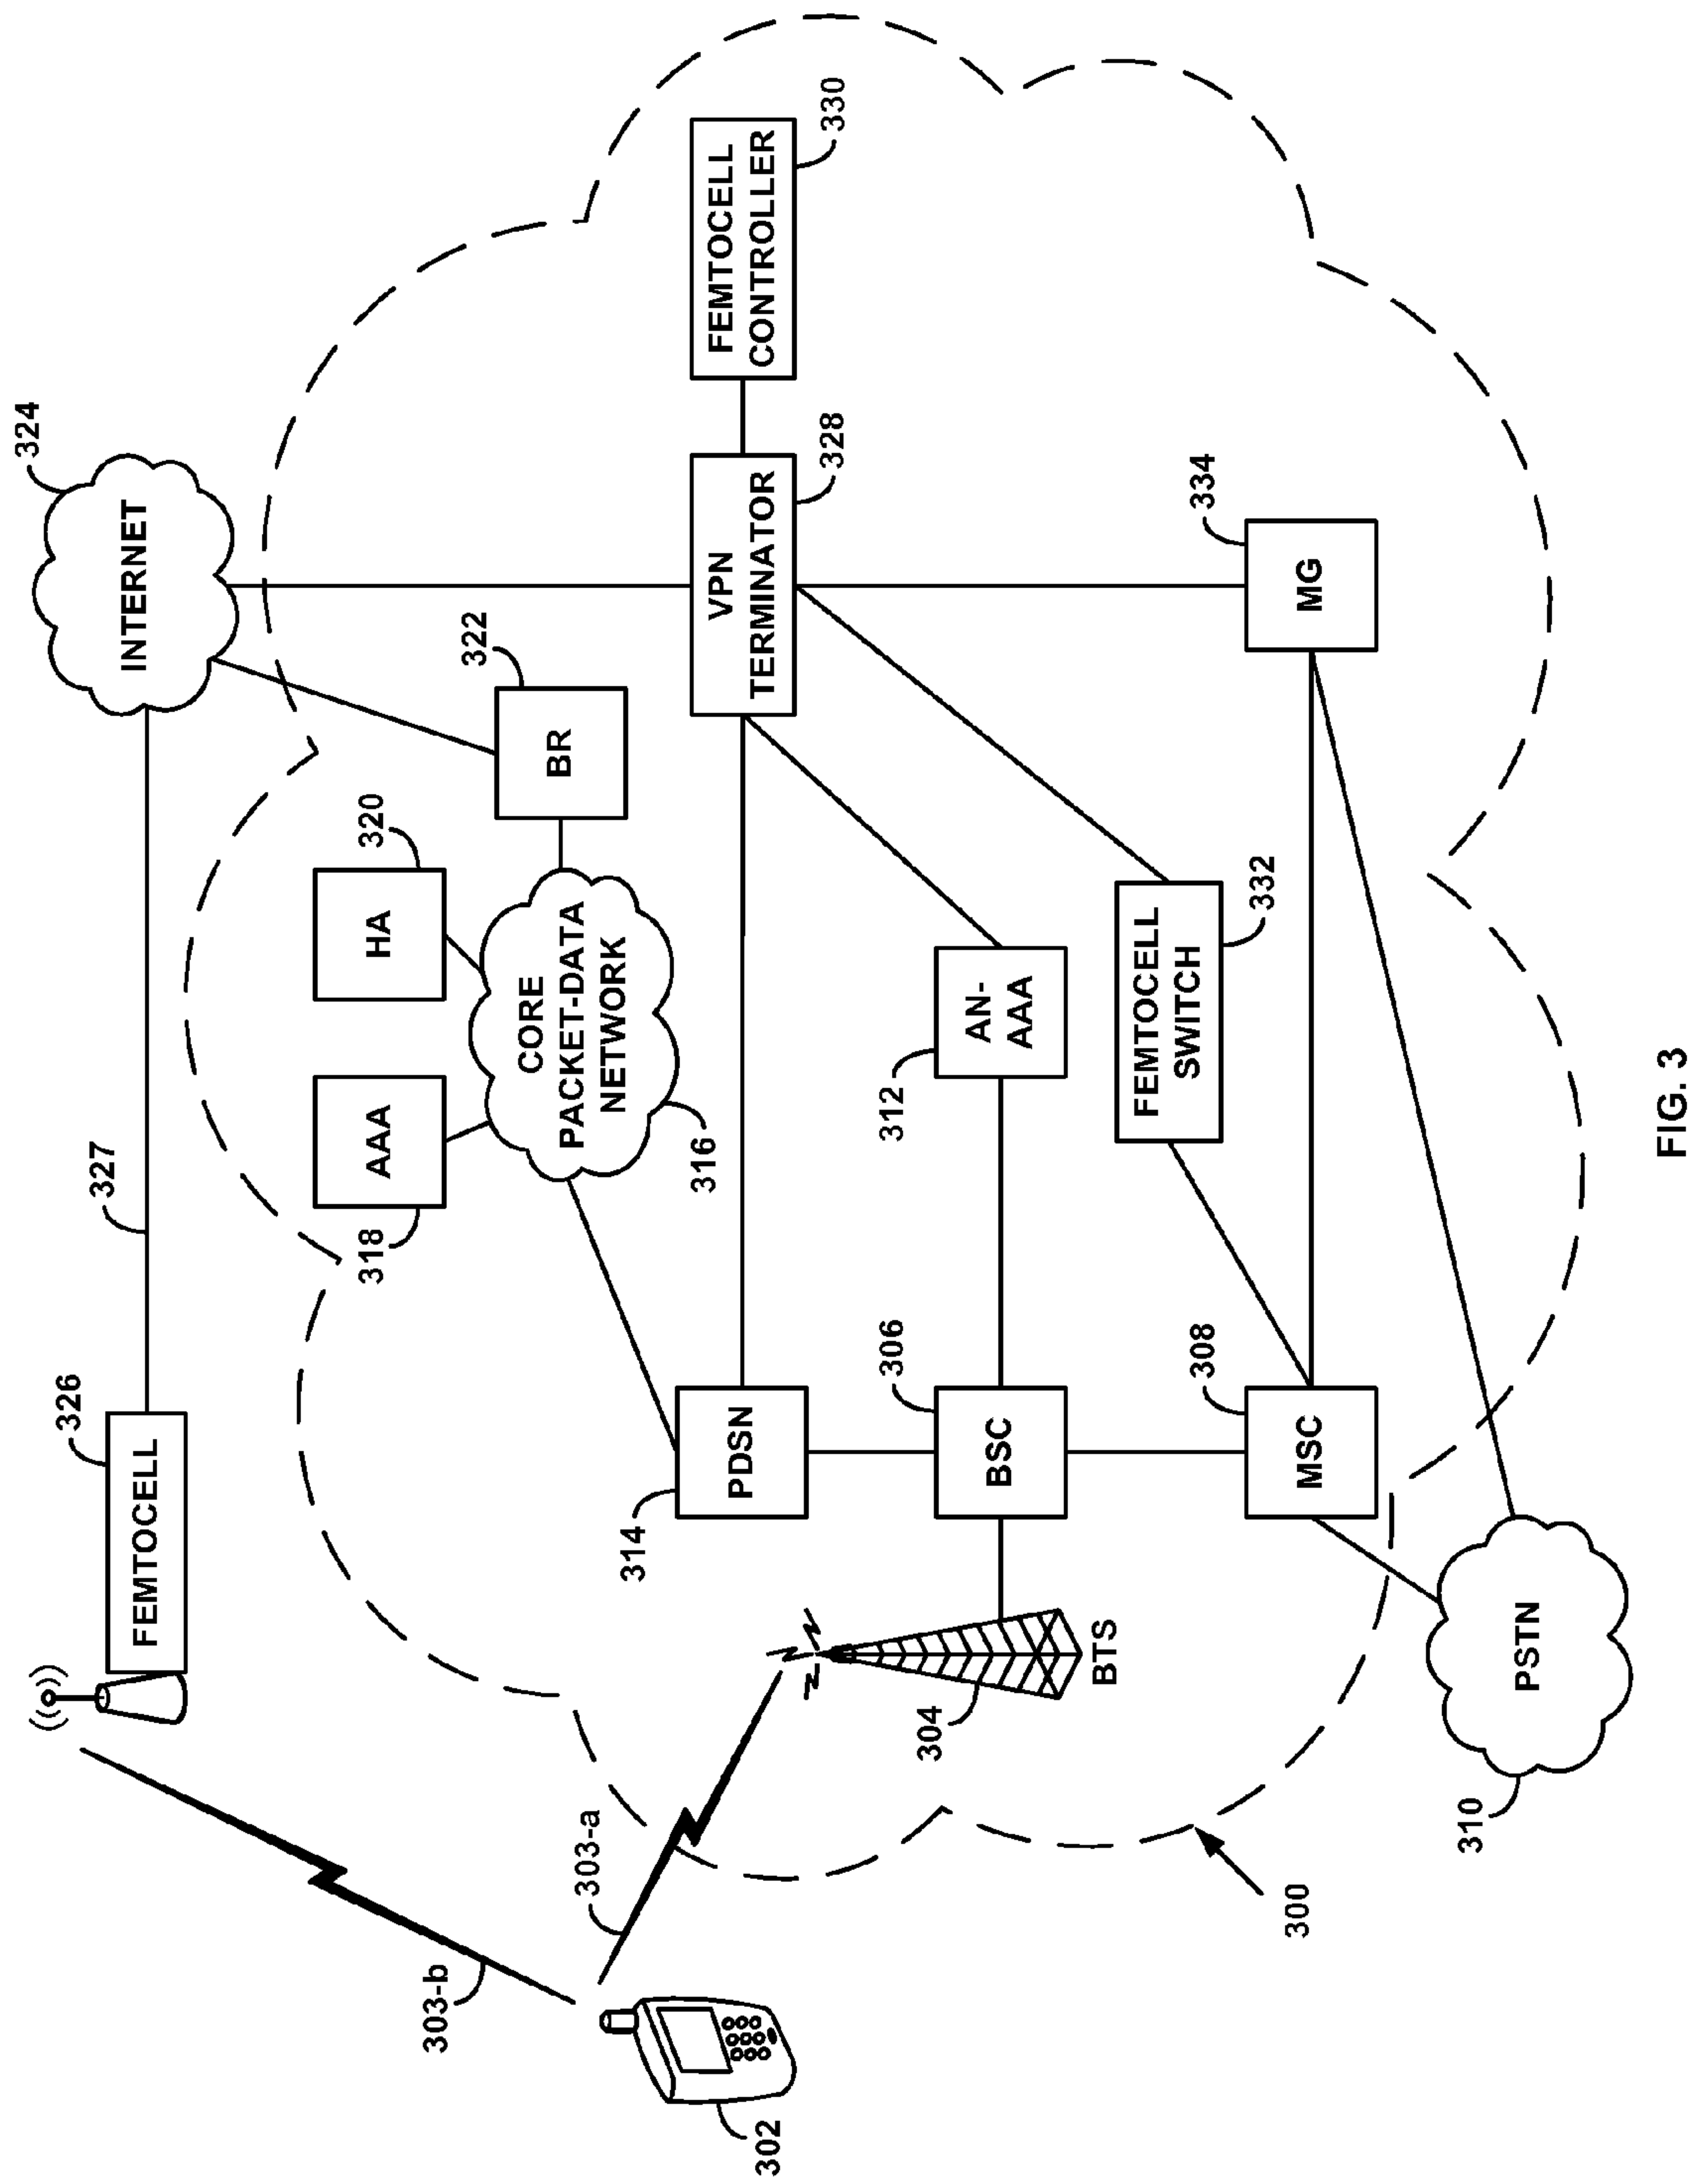 324
INTERNET
327
326
FEMTOCELL
303-b
302
303-a
322
BR
320
HA
318
AAA
CORE
PACKET-DATA
NETWORK
316
330
FEMTOCELL
CONTROLLER
328
VPN
TERMINATOR
314
PDSN
312
AN-
AAA
306
BSC
304
BTS
332
FEMTOCELL
SWITCH
334
MG
308
MSC
310
PSTN
300
FIG. 3